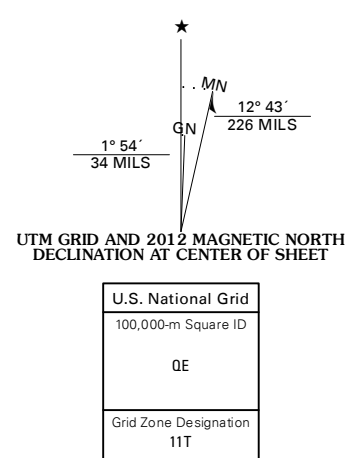 ★
MN
GN
12° 43´
226 MILS
1° 54´
34 MILS
UTM GRID AND 2012 MAGNETIC NORTH
DECLINATION AT CENTER OF SHEET
U.S. National Grid
100,000-m Square ID
QE
Grid Zone Designation
11T